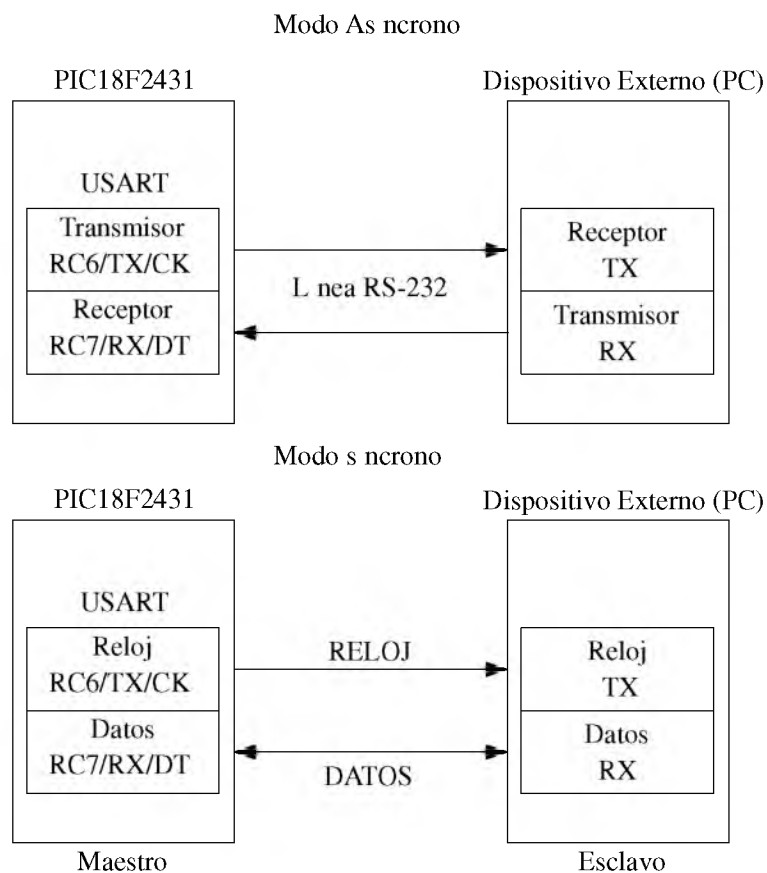 Modo As ncrono
PIC18F2431
Dispositivo Externo (PC)
USART
Transmisor
RC6/TX/CK
Receptor
RC7/RX/DT
L nea RS-232
Receptor
TX
Transmisor
RX
Modo s ncrono
PIC18F2431
Dispositivo Externo (PC)
USART
Reloj
RC6/TX/CK
Datos
RC7/RX/DT
RELOJ
DATOS
Reloj
TX
Datos
RX
Maestro
Esclavo